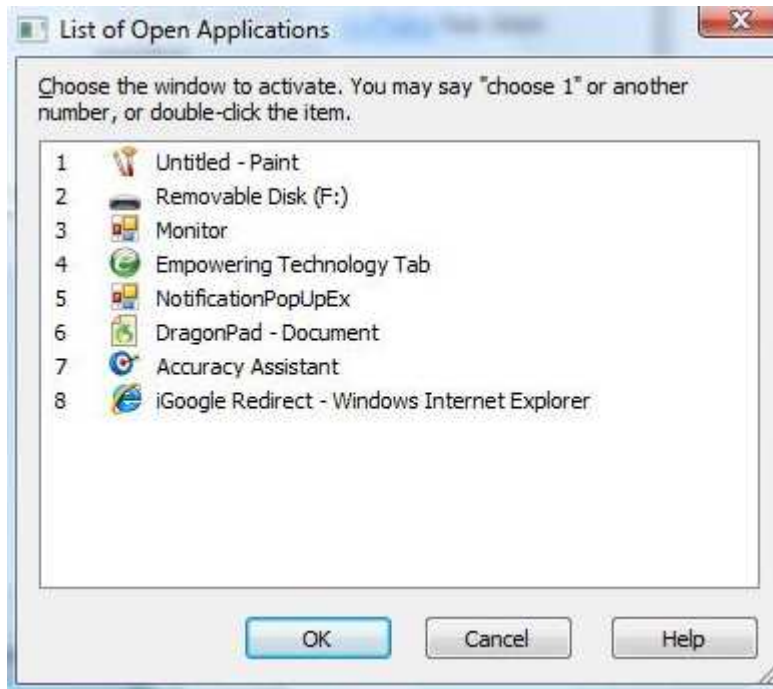 List of Open Applications
Choose the window to activate. You may say "choose 1" or another
number, or double-click the item.
1 Untitled - Paint
2 Removable Disk (F:)
3 Monitor
4 Empowering Technology Tab
5 NotificationPopUpEx
6 DragonPad - Document
7 Accuracy Assistant
8 iGoogle Redirect - Windows Internet Explorer
OK Cancel Help